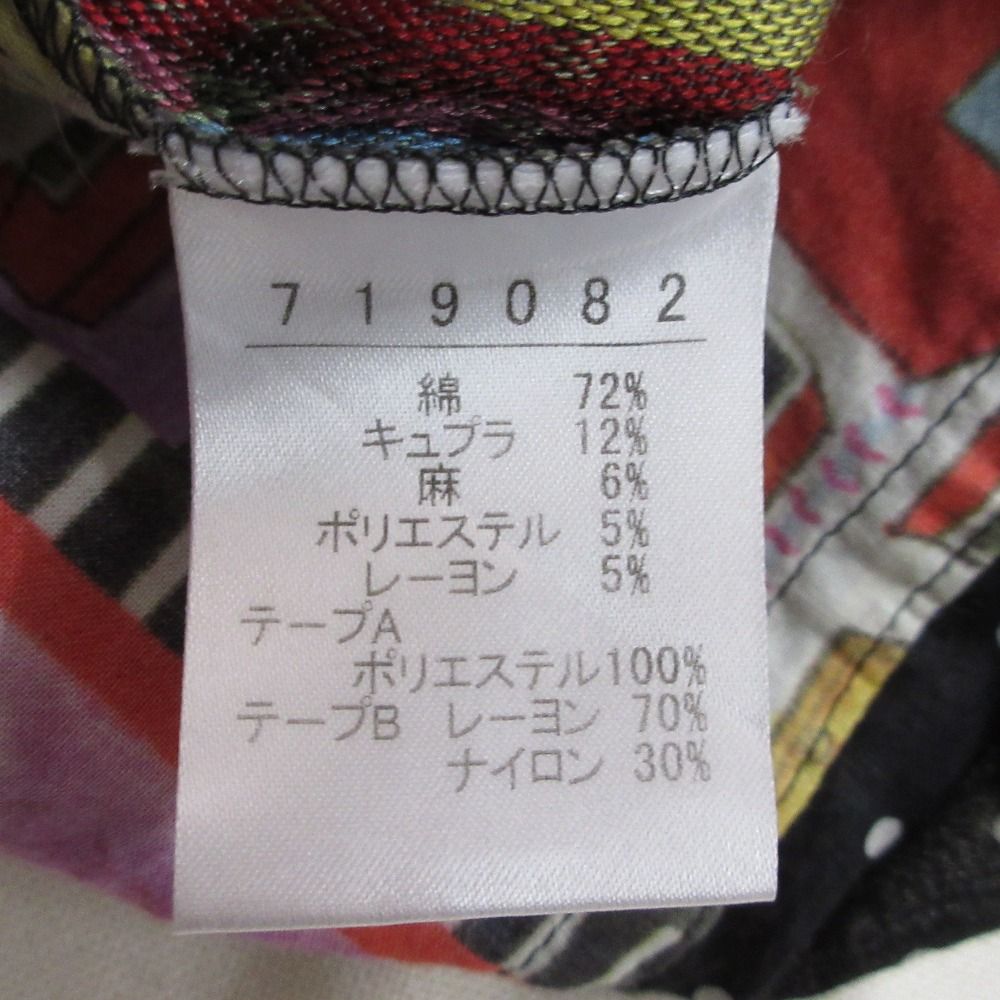 719082
綿 72%
キュプラ 12%
麻 6%
ポリエステル 5%
レーヨン 5%
テープA
ポリエステル100%
テープB レーヨン 70%
ナイロン 30%